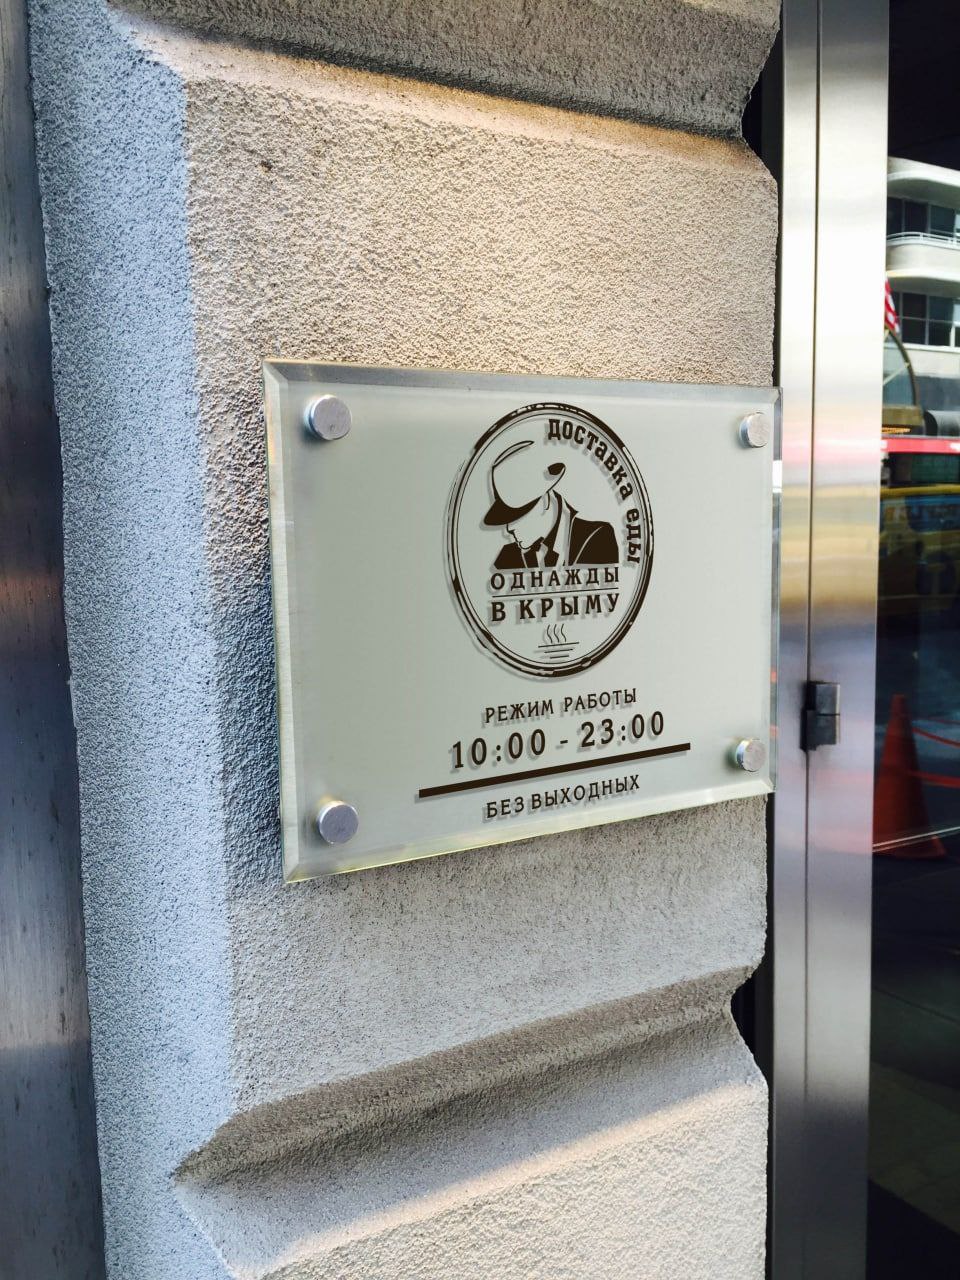 доставка еды
ОДНАЖДЫ
В КРЫМУ
РЕЖИМ РАБОТЫ
10:00 - 23:00
БЕЗ ВЫХОДНЫХ